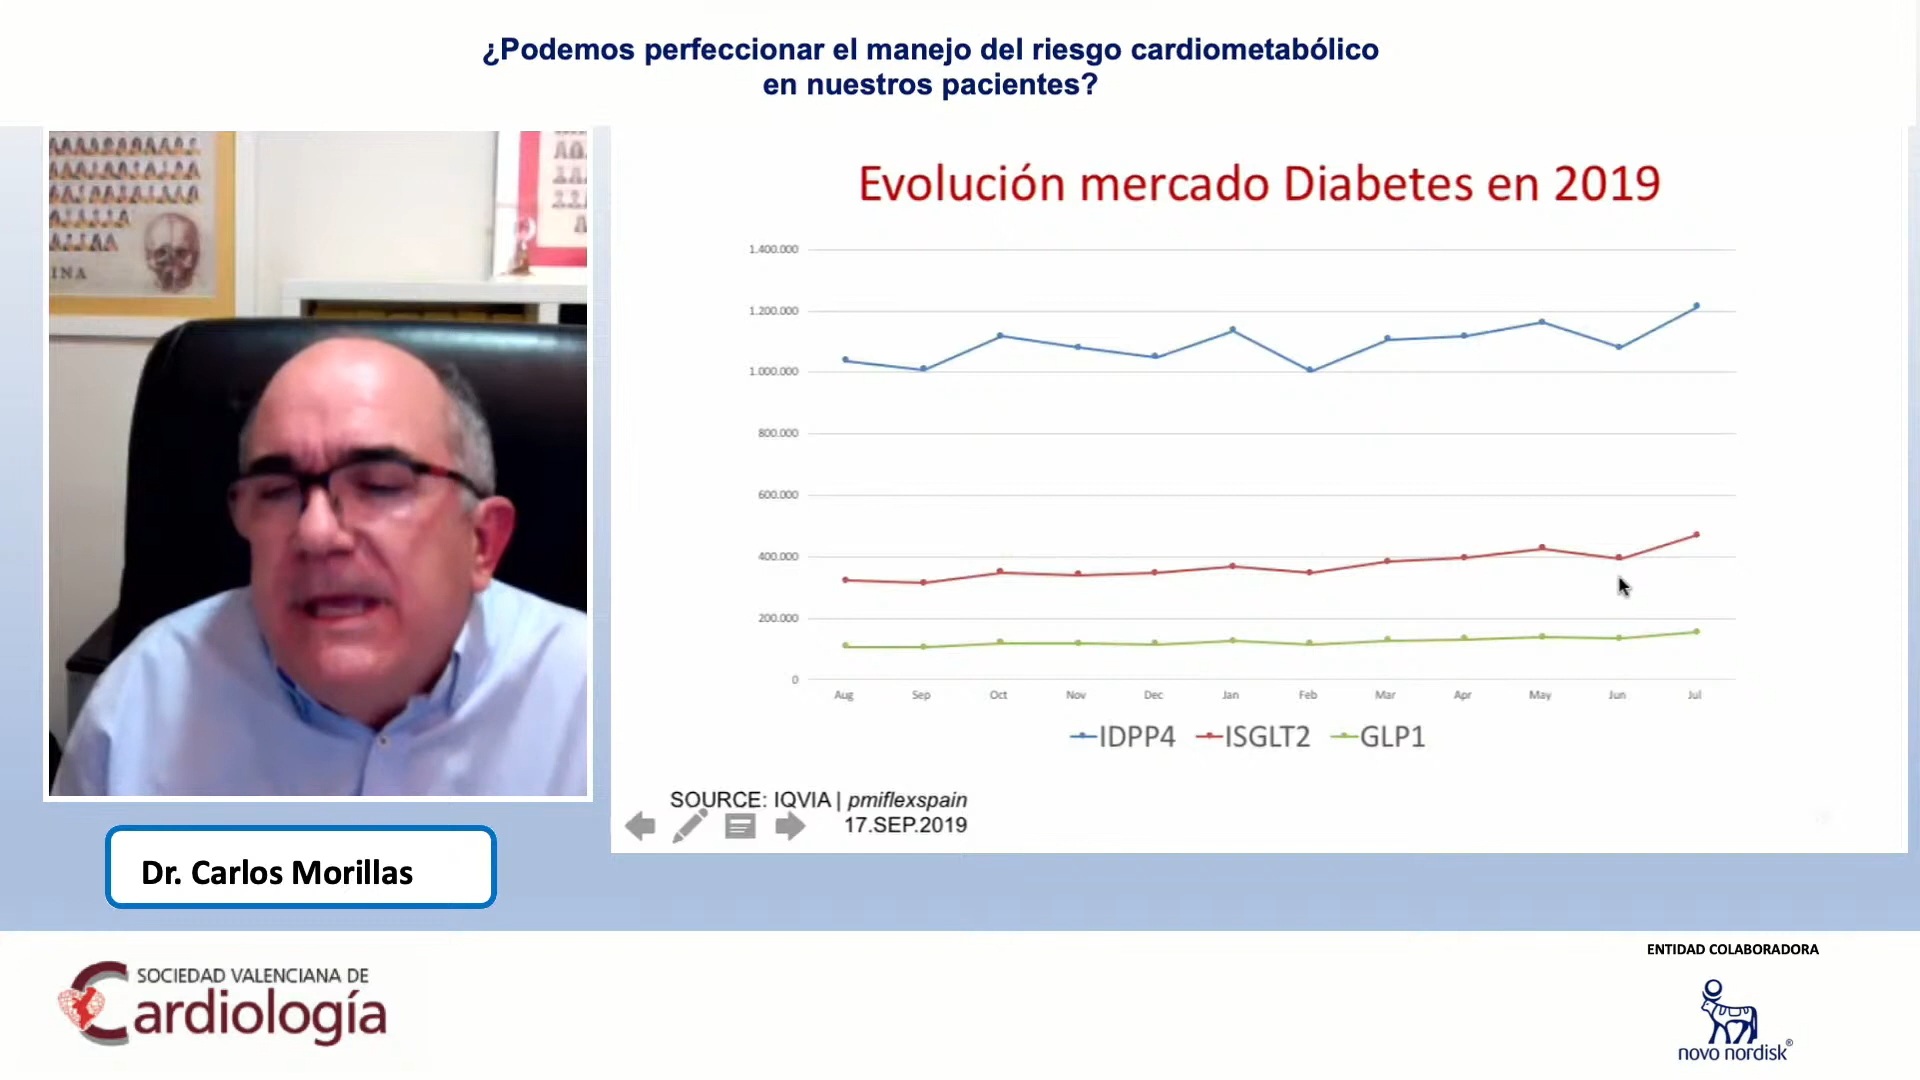 ¿Podemos perfeccionar el manejo del riesgo cardiometabólico
en nuestros pacientes?
INA
Evolución mercado Diabetes en 2019
1.400.000
1.200.000
1.000.000
800.000
600.000
400.000
200.000
0
Aug Sep Oct Nov Dec Jan Feb Mar Apr May Jun Jul
IDPP4 ISGLT2 GLP1
SOURCE: IQVIA | pmiflexspain
17.SEP.2019
Dr. Carlos Morillas
SOCIEDAD VALENCIANA DE
Cardiología
ENTIDAD COLABORADORA
novo nordisk®